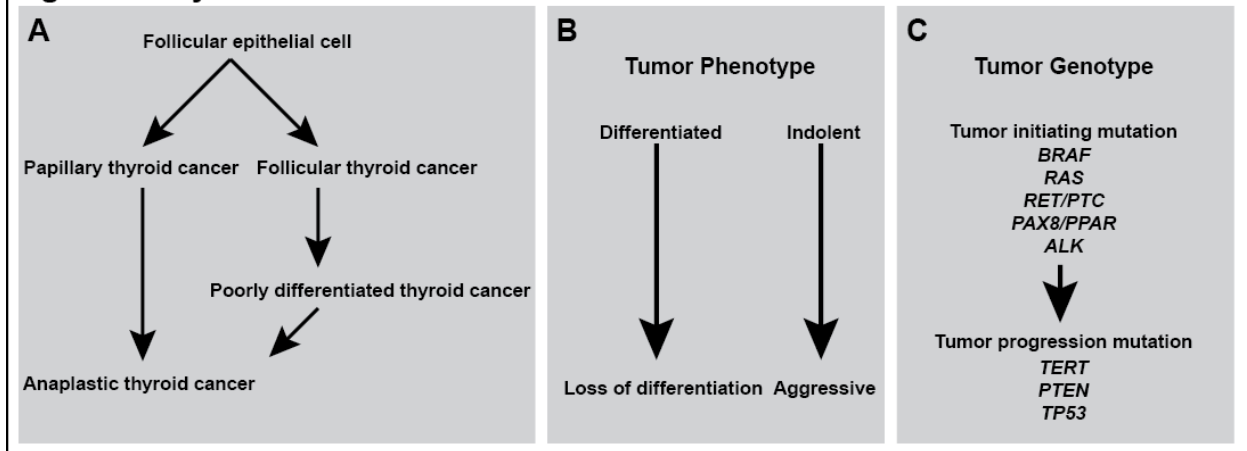 A
Follicular epithelial cell
Papillary thyroid cancer Follicular thyroid cancer
Poorly differentiated thyroid cancer
Anaplastic thyroid cancer
B
Tumor Phenotype
Differentiated Indolent
Loss of differentiation Aggressive
C
Tumor Genotype
Tumor initiating mutation
BRAF
RAS
RET/PTC
PAX8/PPAR
ALK
Tumor progression mutation
TERT
PTEN
TP53